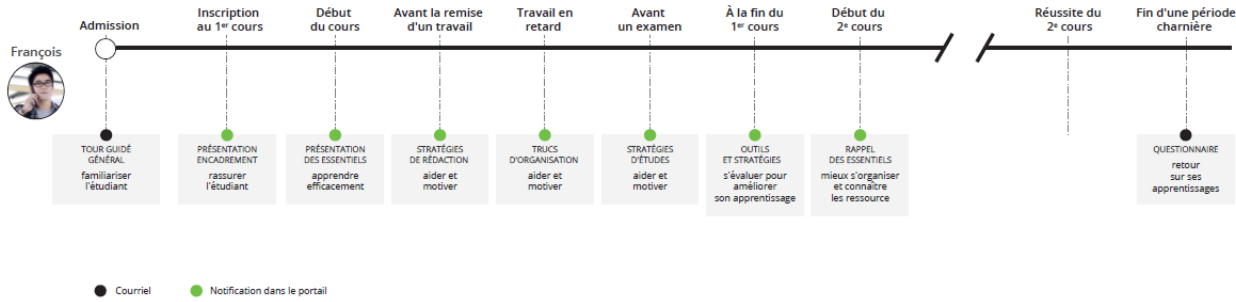 Admission
Inscription
au 1er cours
Début
du cours
Avant la remise
d'un travail
Travail en
retard
Avant
un examen
À la fin du
1er cours
Début du
2e cours
Réussite du
2e cours
Fin d'une période
charnière
François
TOUR GUIDÉ
GÉNÉRAL
familiariser
l'étudiant
PRÉSENTATION
ENCADREMENT
rassurer
l'étudiant
PRÉSENTATION
DES ESSENTIELS
apprendre
efficacement
STRATÉGIES
DE RÉDACTION
aider et
motiver
TRUCS
D'ORGANISATION
aider et
motiver
STRATÉGIES
D'ÉTUDES
aider et
motiver
OUTILS
ET STRATÉGIES
s'évaluer pour
améliorer
son apprentissage
RAPPEL
DES ESSENTIELS
mieux s'organiser
et connaître
les ressource
QUESTIONNAIRE
retour
sur ses
apprentissages
Courriel
Notification dans le portail